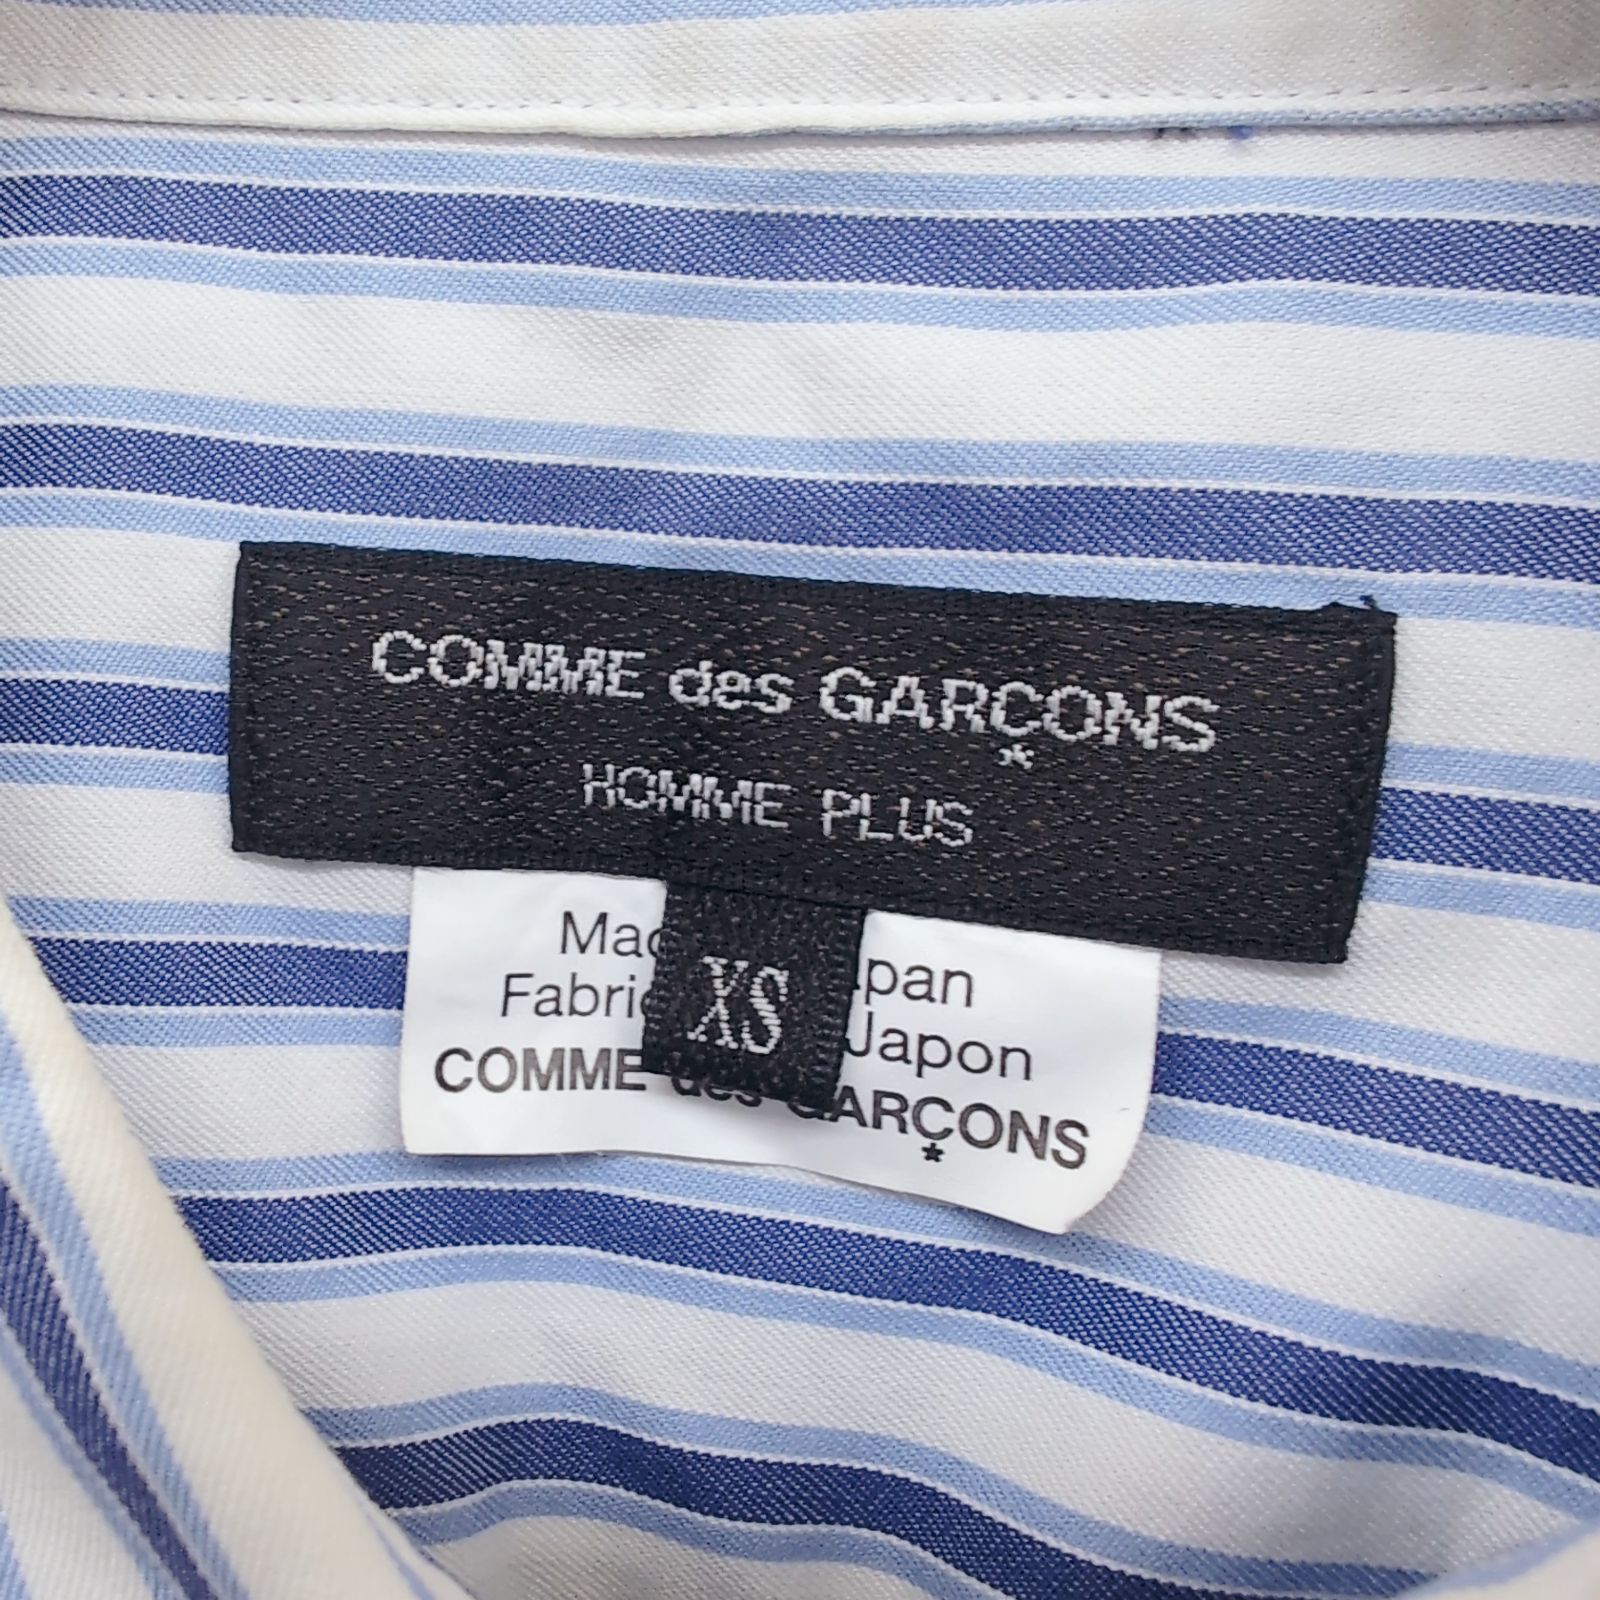 COMME des GARÇONS
HOMME PLUS
XS
Mad pan
Fabri Japon
COMME des GARÇONS